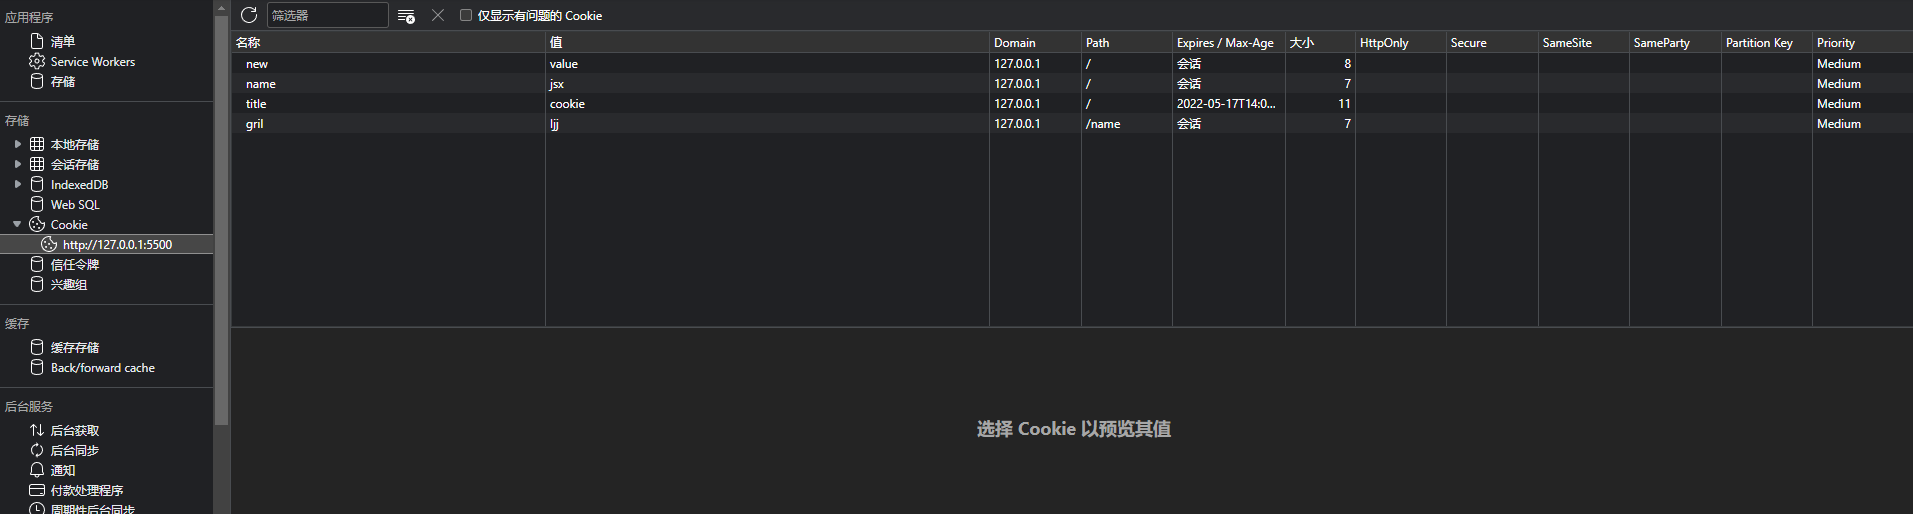 应用程序
清单
Service Workers
存储
存储
本地存储
会话存储
IndexedDB
Web SQL
Cookie
http://127.0.0.1:5500
信任令牌
兴趣组
缓存
缓存存储
Back/forward cache
后台服务
后台获取
后台同步
通知
付款处理程序
周期性后台同步
筛选器 仅显示有问题的 Cookie
名称 值 Domain Path Expires / Max-Age 大小 HttpOnly Secure SameSite SameParty Partition Key Priority
new value 127.0.0.1 / 会话 8 Medium
name jsx 127.0.0.1 / 会话 7 Medium
title cookie 127.0.0.1 / 2022-05-17T14:0... 11 Medium
gril ljj 127.0.0.1 /name 会话 7 Medium
选择 Cookie 以预览其值